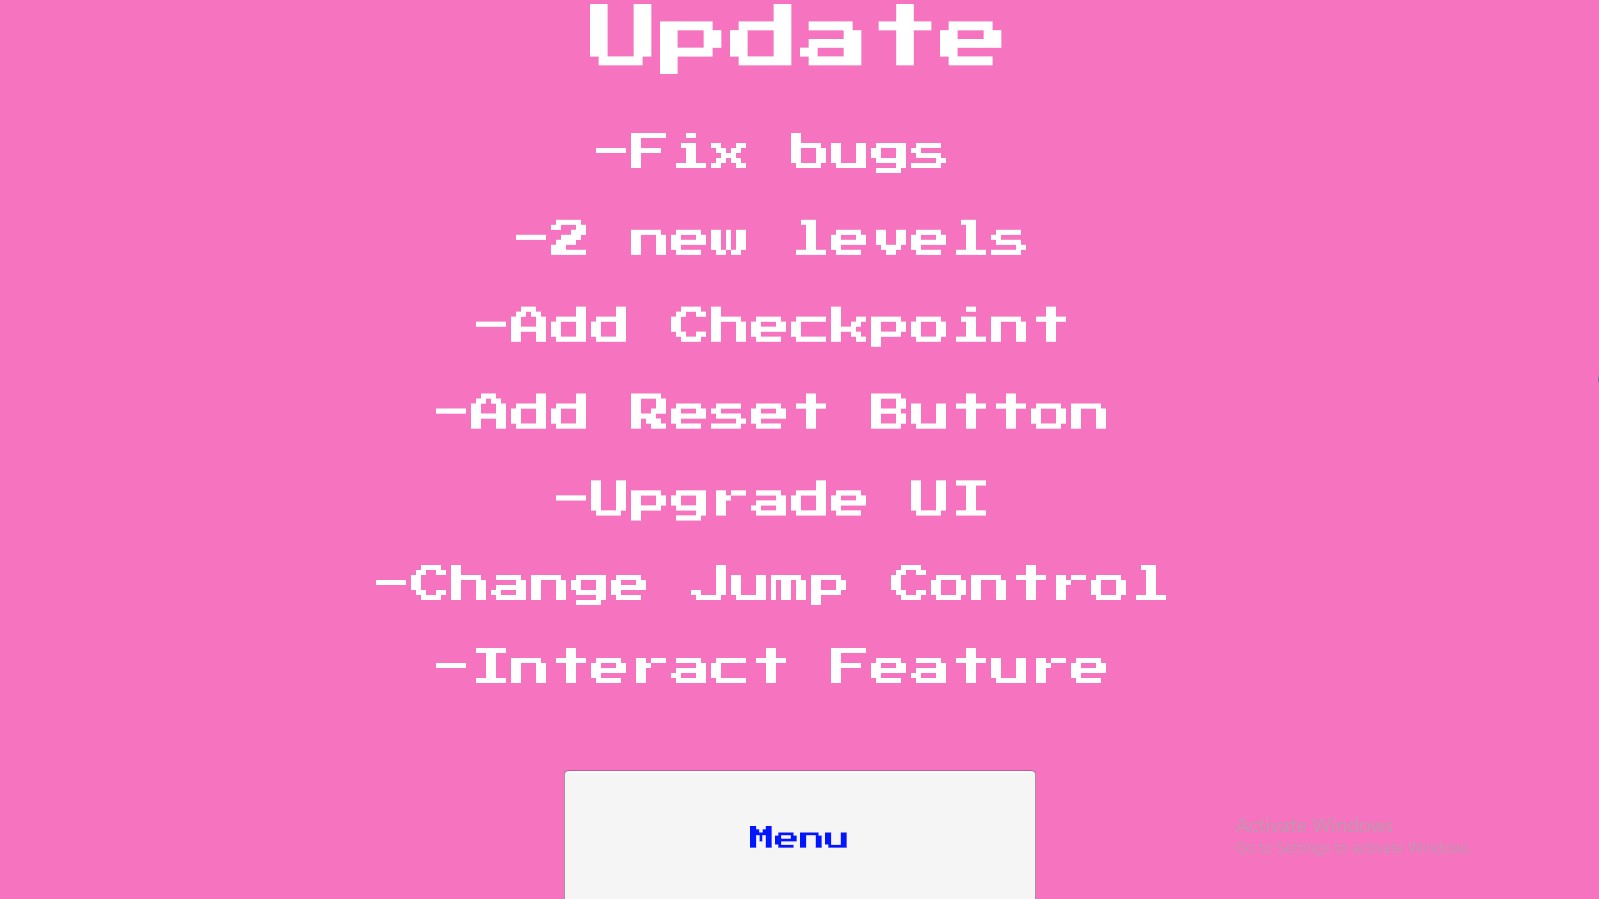 Update
-Fix bugs
-2 new levels
-Add Checkpoint
-Add Reset Button
-Upgrade UI
-Change Jump Control
-Interact Feature
Menu
Activate Windows
Go to Settings to activate Windows.